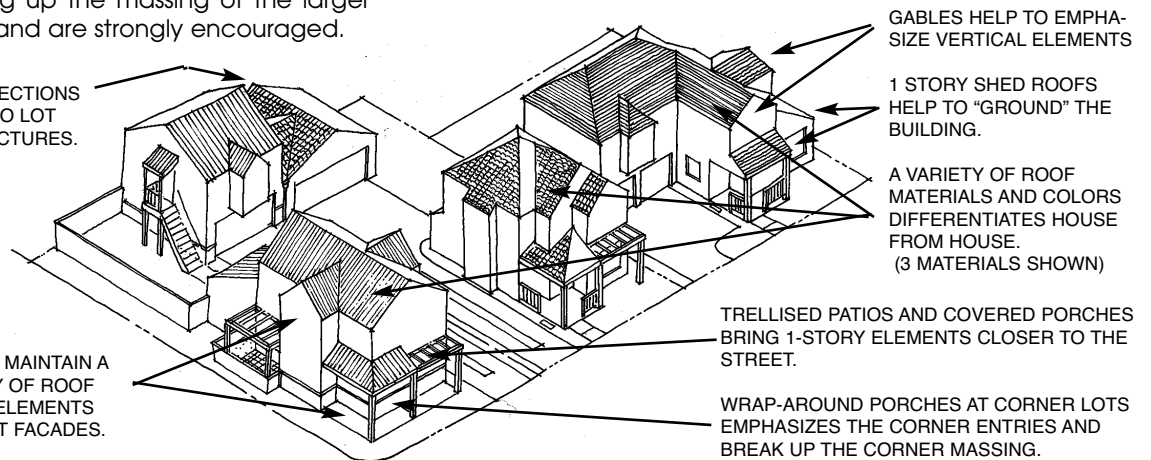 up the massing of the larger
and are strongly encouraged.
LOT
MAINTAIN A
OF ROOF
ELEMENTS
FACADES.
GABLES HELP TO EMPHA-
SIZE VERTICAL ELEMENTS
1 STORY SHED ROOFS
HELP TO “GROUND” THE
BUILDING.
A VARIETY OF ROOF
MATERIALS AND COLORS
DIFFERENTIATES HOUSE
FROM HOUSE.
(3 MATERIALS SHOWN)
TRELLISED PATIOS AND COVERED PORCHES
BRING 1-STORY ELEMENTS CLOSER TO THE
STREET.
WRAP-AROUND PORCHES AT CORNER LOTS
EMPHASIZES THE CORNER ENTRIES AND
BREAK UP THE CORNER MASSING.